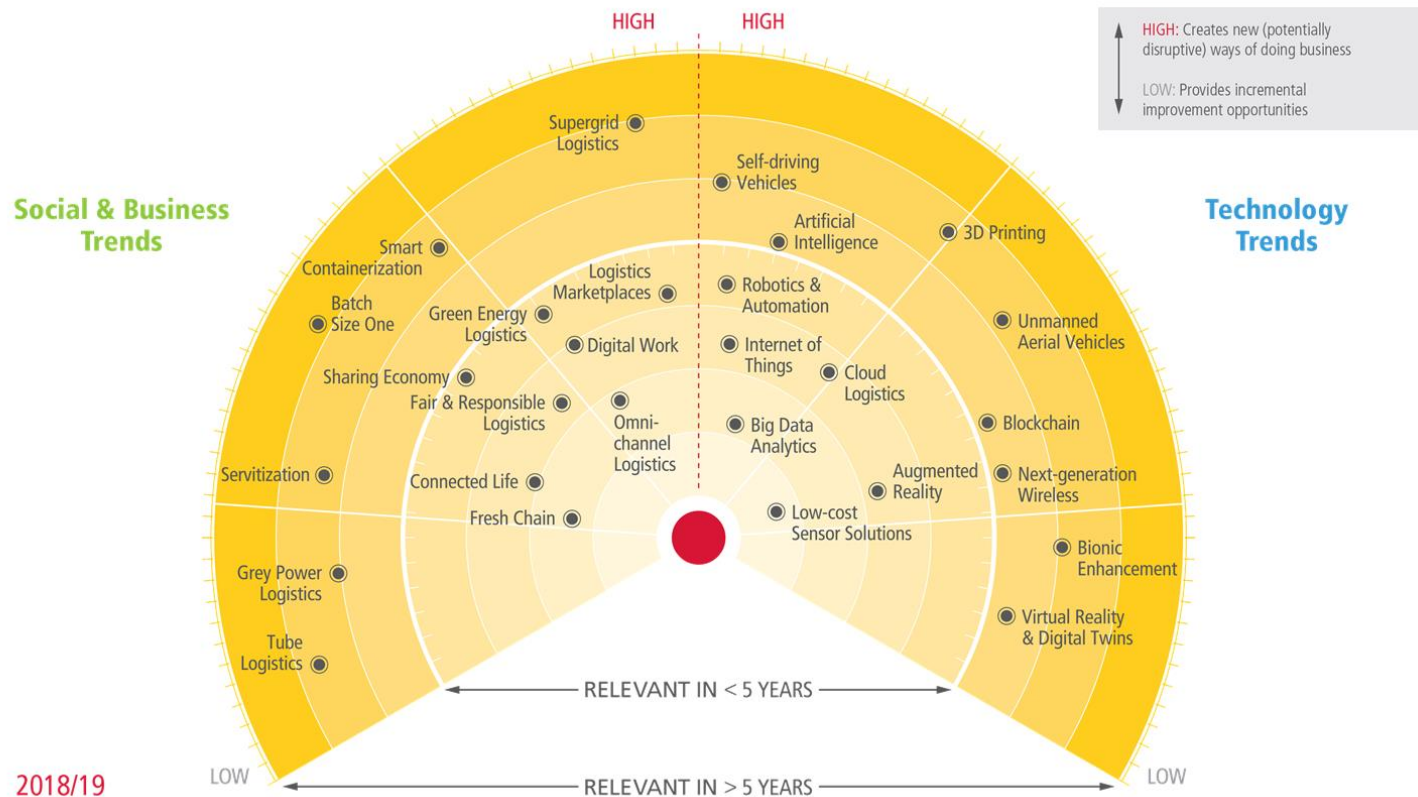 HIGH
HIGH
HIGH: Creates new (potentially
disruptive) ways of doing business
LOW: Provides incremental
improvement opportunities
Social & Business
Trends
Technology
Trends
Supergrid
Logistics
Self-driving
Vehicles
Artificial
Intelligence
3D Printing
Smart
Containerization
Logistics
Marketplaces
Robotics &
Automation
Batch
Size One
Green Energy
Logistics
Unmanned
Aerial Vehicles
Digital Work
Internet of
Things
Sharing Economy
Cloud
Logistics
Fair & Responsible
Logistics
Omni-
channel
Logistics
Big Data
Analytics
Blockchain
Servitization
Connected Life
Augmented
Reality
Next-generation
Wireless
Fresh Chain
Low-cost
Sensor Solutions
Grey Power
Logistics
Bionic
Enhancement
Tube
Logistics
Virtual Reality
& Digital Twins
RELEVANT IN < 5 YEARS
LOW
LOW
2018/19
RELEVANT IN > 5 YEARS